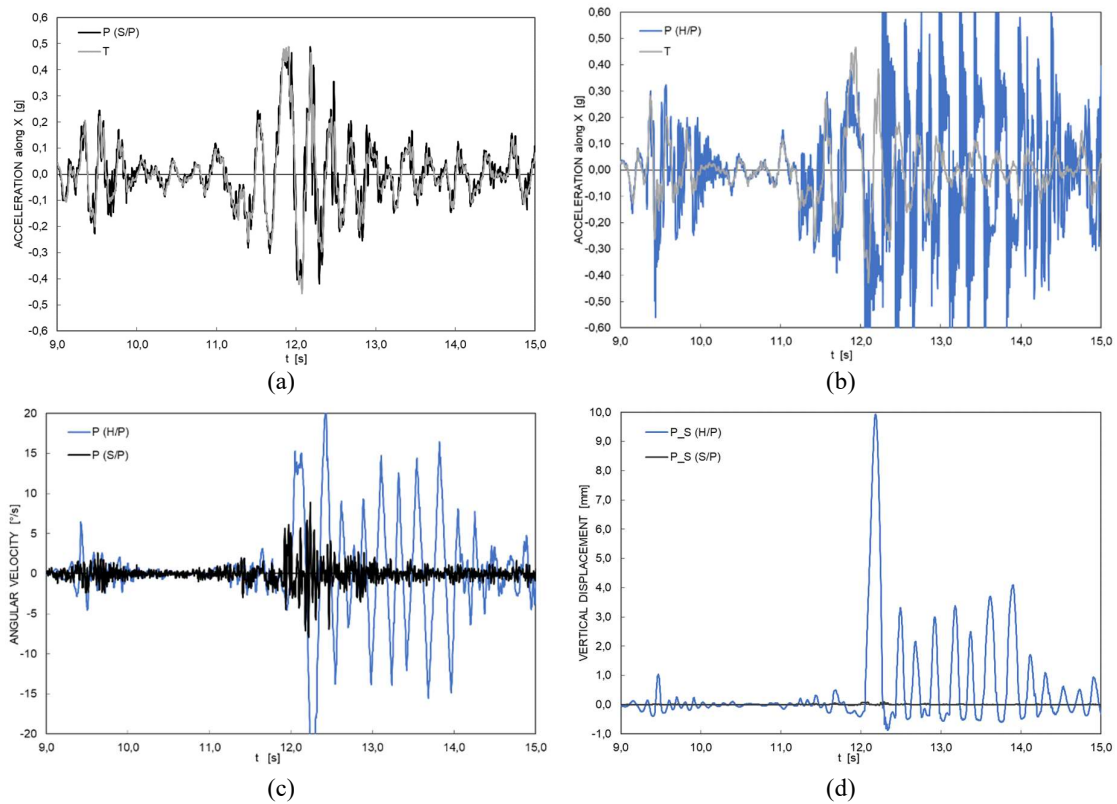 P (S/P)
T
ACCELERATION along X [g]
0,6
0,5
0,4
0,3
0,2
0,1
0,0
-0,1
-0,2
-0,3
-0,4
-0,5
-0,6
9,0 10,0 11,0 12,0 13,0 14,0 15,0
t [s]
(a)
P (H/P)
T
ACCELERATION along X [g]
0,60
0,50
0,40
0,30
0,20
0,10
0,00
-0,10
-0,20
-0,30
-0,40
-0,50
-0,60
9,0 10,0 11,0 12,0 13,0 14,0 15,0
t [s]
(b)
P (H/P)
P (S/P)
ANGULAR VELOCITY [°/s]
20
15
10
5
0
-5
-10
-15
-20
9,0 10,0 11,0 12,0 13,0 14,0 15,0
t [s]
(c)
P_S (H/P)
P_S (S/P)
VERTICAL DISPLACEMENT [mm]
10,0
9,0
8,0
7,0
6,0
5,0
4,0
3,0
2,0
1,0
0,0
-1,0
9,0 10,0 11,0 12,0 13,0 14,0 15,0
t [s]
(d)